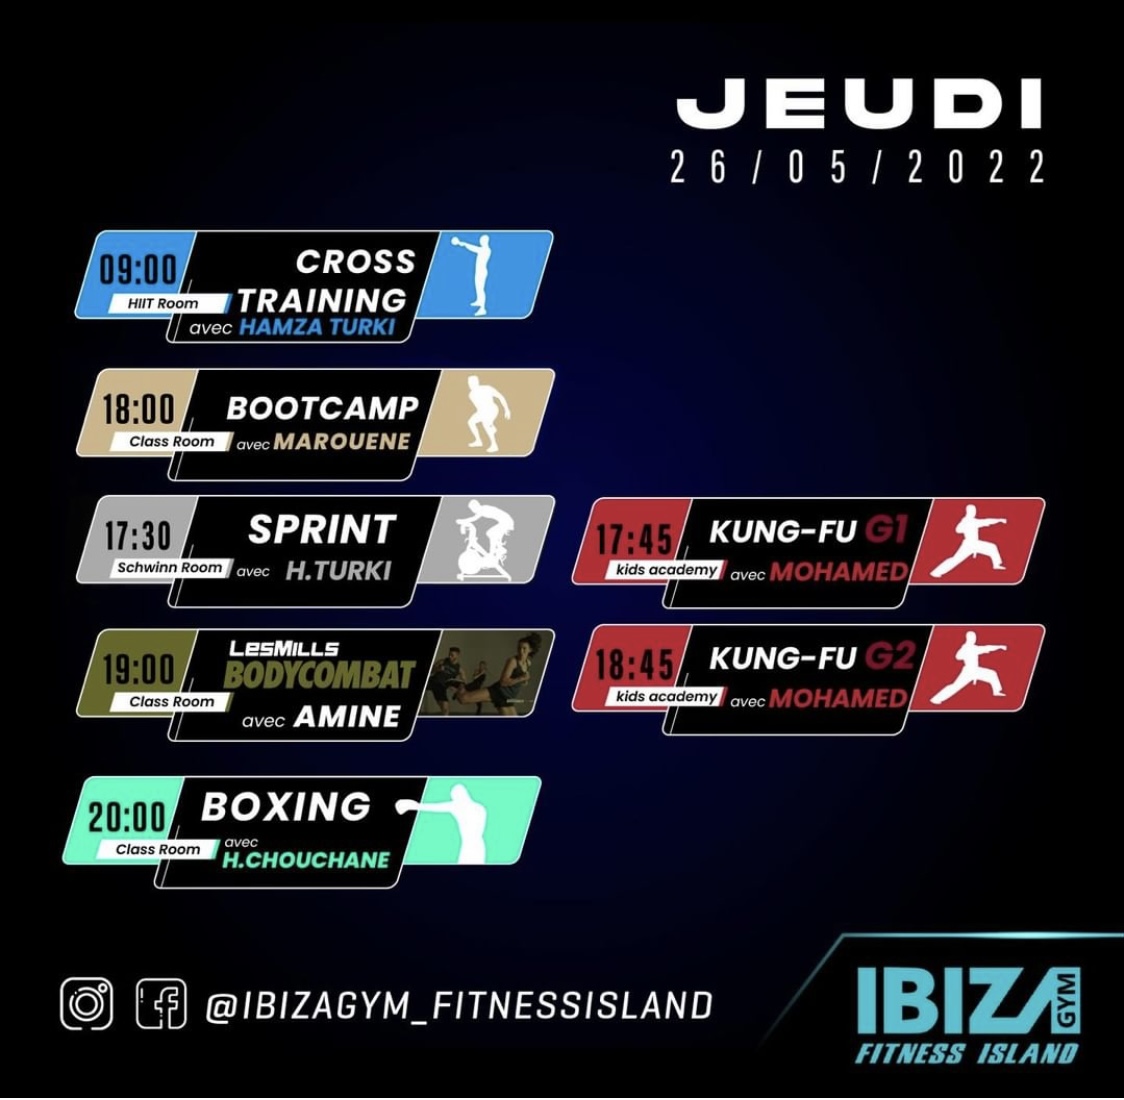 JEUDI
26/05/2022
09:00
HIIT Room
CROSS
TRAINING
avec HAMZA TURKI
18:00
Class Room
BOOTCAMP
avec MAROUENE
17:30
Schwinn Room
SPRINT
avec H.TURKI
17:45
kids academy
KUNG-FU G1
avec MOHAMED
19:00
Class Room
LESMILLS
BODYCOMBAT
avec AMINE
18:45
kids academy
KUNG-FU G2
avec MOHAMED
20:00
Class Room
BOXING
avec
H.CHOUCHANE
@IBIZAGYM_FITNESSISLAND
IBIZA GYM
FITNESS ISLAND